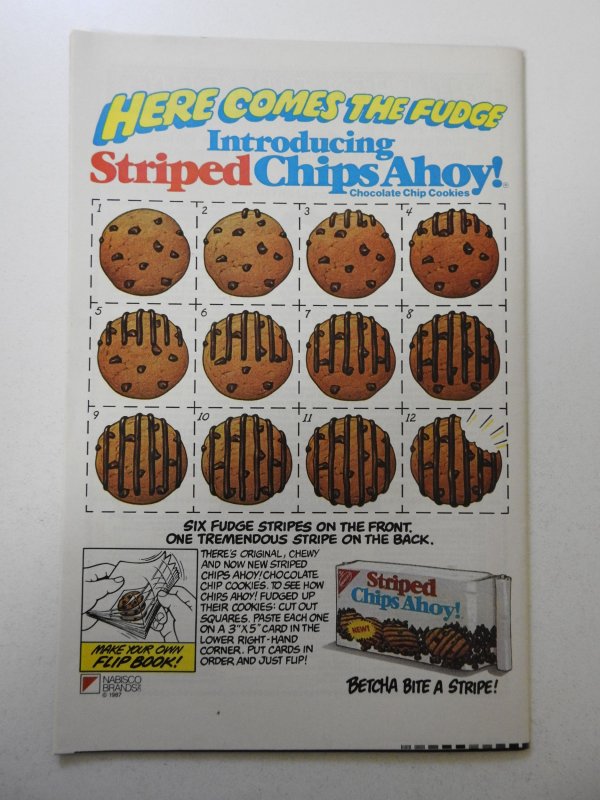 HERE COMES THE FUDGE
Introducing
Striped Chips Ahoy!®
Chocolate Chip Cookies
1 2 3 4
5 6 7 8
9 10 11 12
SIX FUDGE STRIPES ON THE FRONT.
ONE TREMENDOUS STRIPE ON THE BACK.
THERE'S ORIGINAL, CHEWY
AND NOW NEW STRIPED
CHIPS AHOY! CHOCOLATE
CHIP COOKIES. TO SEE HOW
CHIPS AHOY! FUDGED UP
THEIR COOKIES: CUT OUT
SQUARES. PASTE EACH ONE
ON A 3"X5" CARD IN THE
LOWER RIGHT-HAND
CORNER. PUT CARDS IN
ORDER AND JUST FLIP!
MAKE YOUR OWN
FLIP BOOK!
NABISCO
BRANDS
© 1987
Striped
Chips Ahoy!
NEW!
BETCHA BITE A STRIPE!